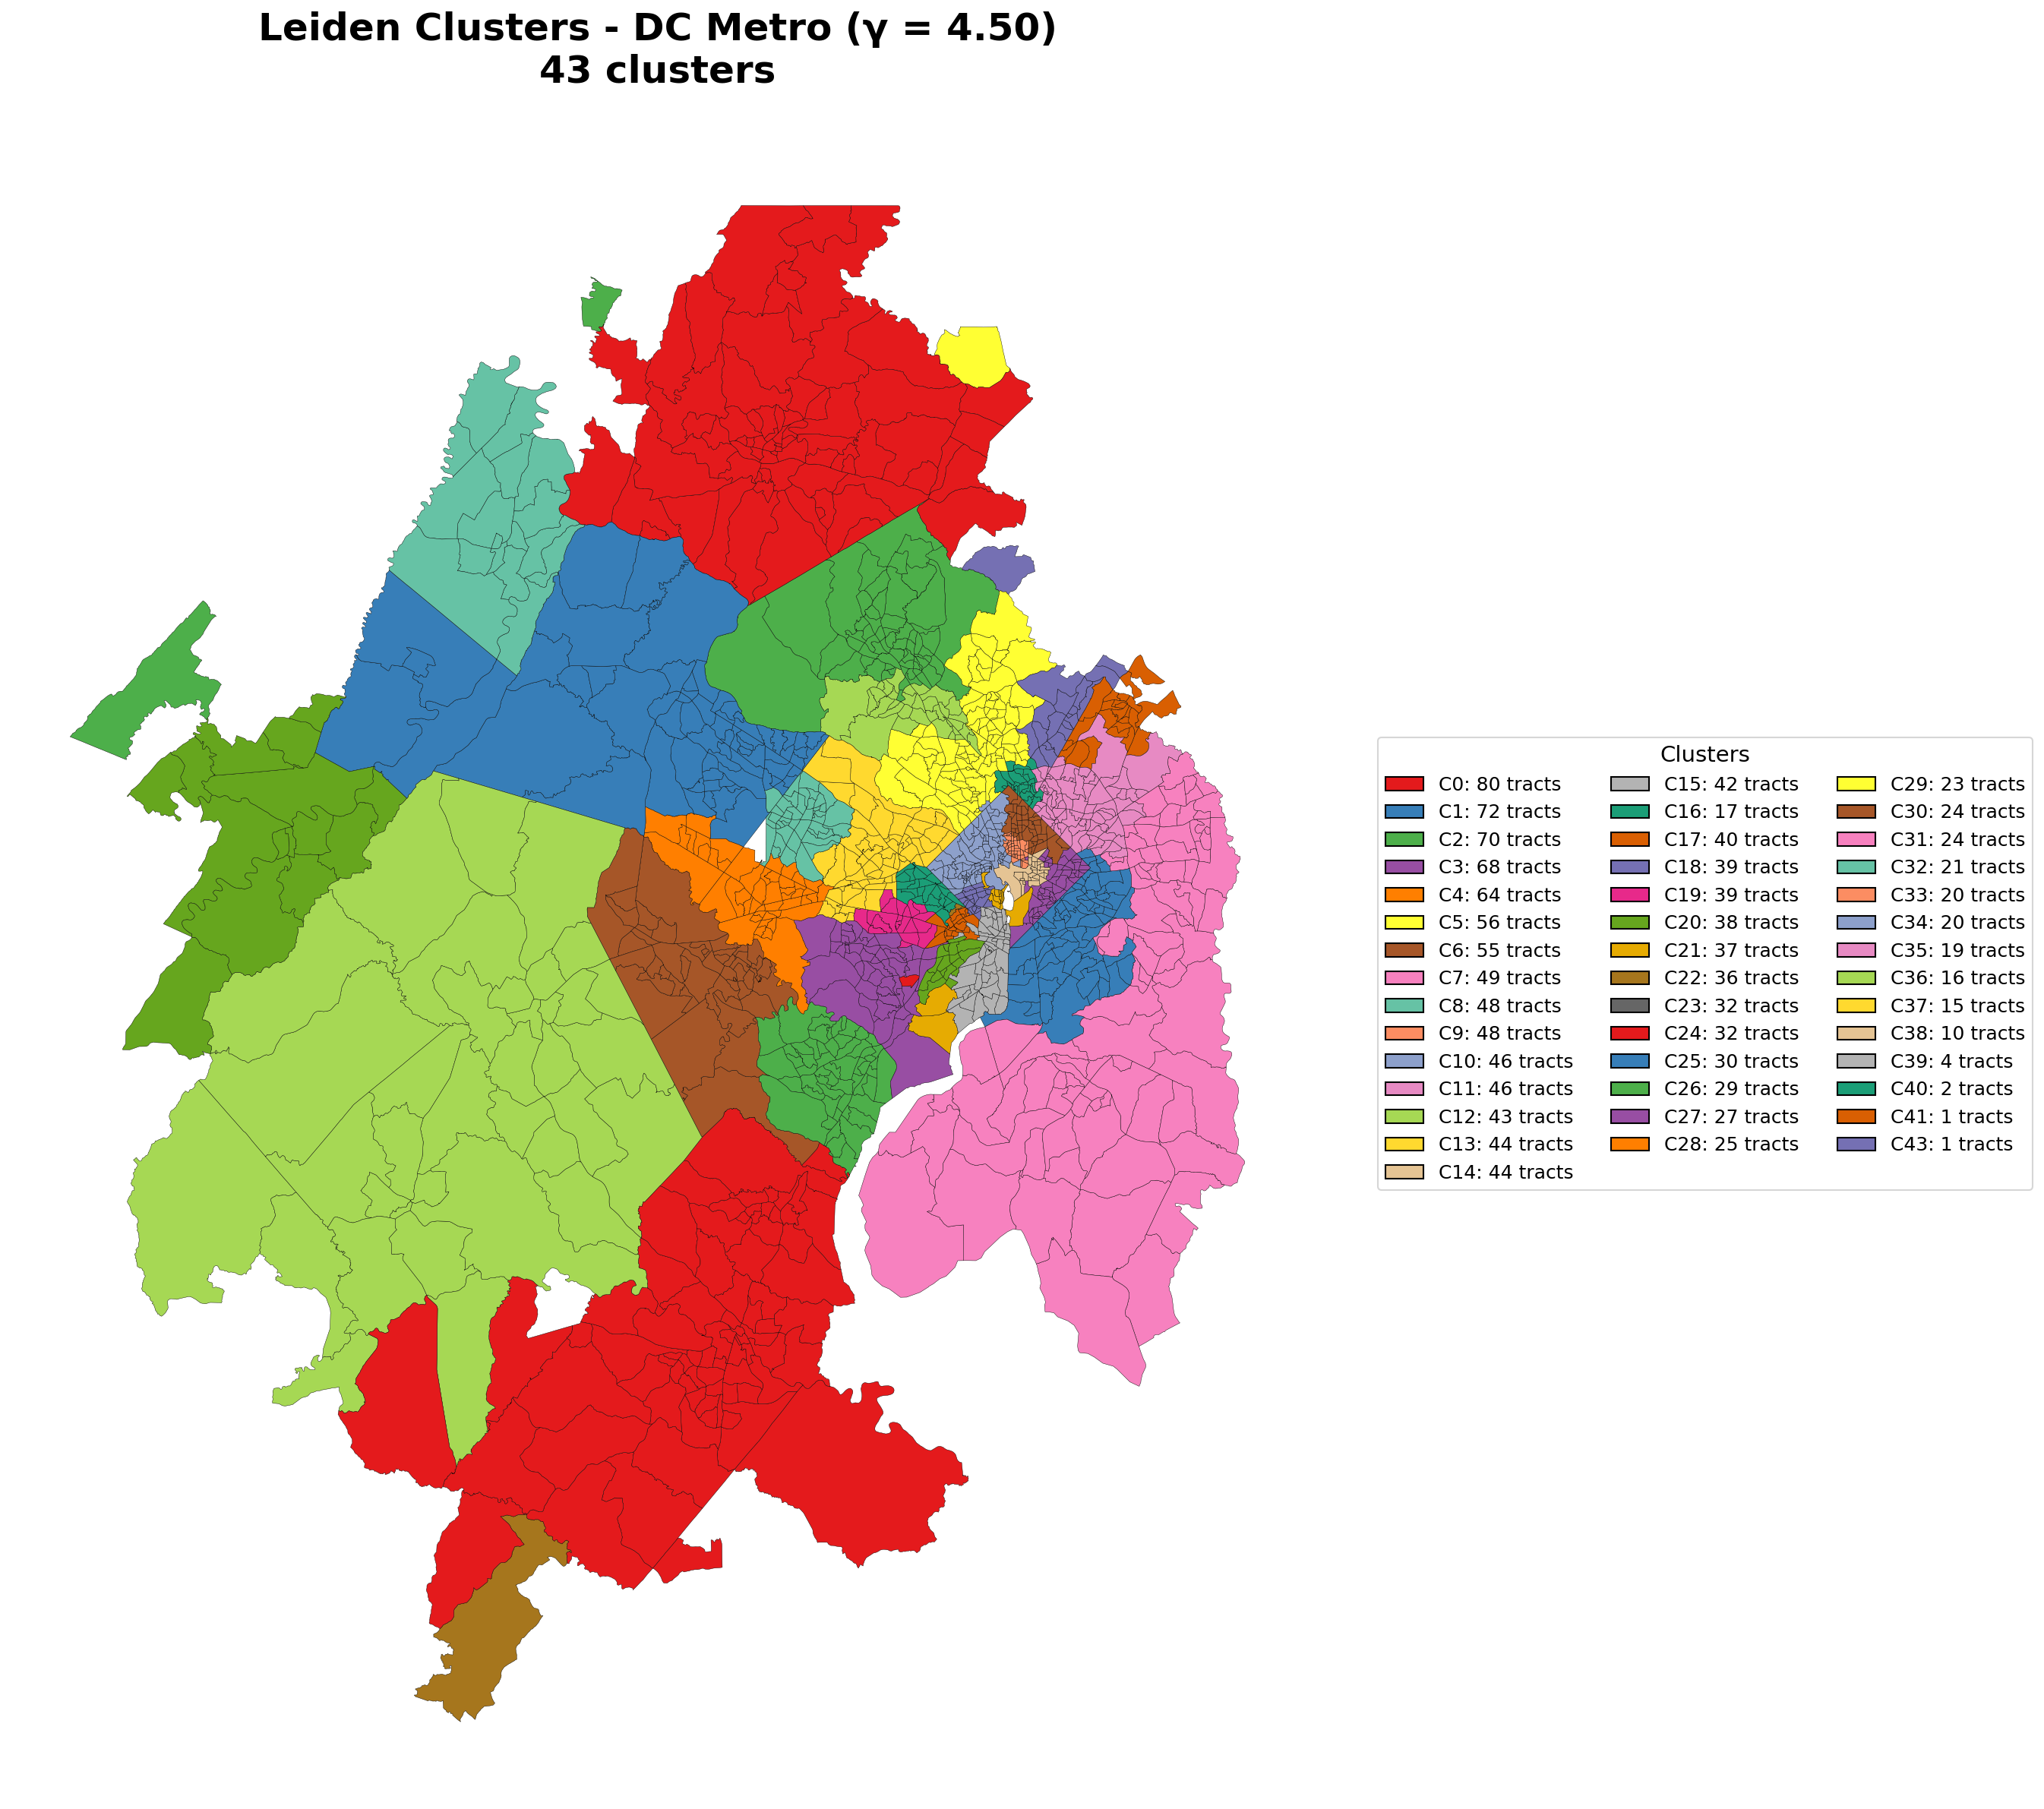 Leiden Clusters - DC Metro (γ = 4.50)
43 clusters
Clusters
C0: 80 tracts
C1: 72 tracts
C2: 70 tracts
C3: 68 tracts
C4: 64 tracts
C5: 56 tracts
C6: 55 tracts
C7: 49 tracts
C8: 48 tracts
C9: 48 tracts
C10: 46 tracts
C11: 46 tracts
C12: 43 tracts
C13: 44 tracts
C14: 44 tracts
C15: 42 tracts
C16: 17 tracts
C17: 40 tracts
C18: 39 tracts
C19: 39 tracts
C20: 38 tracts
C21: 37 tracts
C22: 36 tracts
C23: 32 tracts
C24: 32 tracts
C25: 30 tracts
C26: 29 tracts
C27: 27 tracts
C28: 25 tracts
C29: 23 tracts
C30: 24 tracts
C31: 24 tracts
C32: 21 tracts
C33: 20 tracts
C34: 20 tracts
C35: 19 tracts
C36: 16 tracts
C37: 15 tracts
C38: 10 tracts
C39: 4 tracts
C40: 2 tracts
C41: 1 tracts
C43: 1 tracts